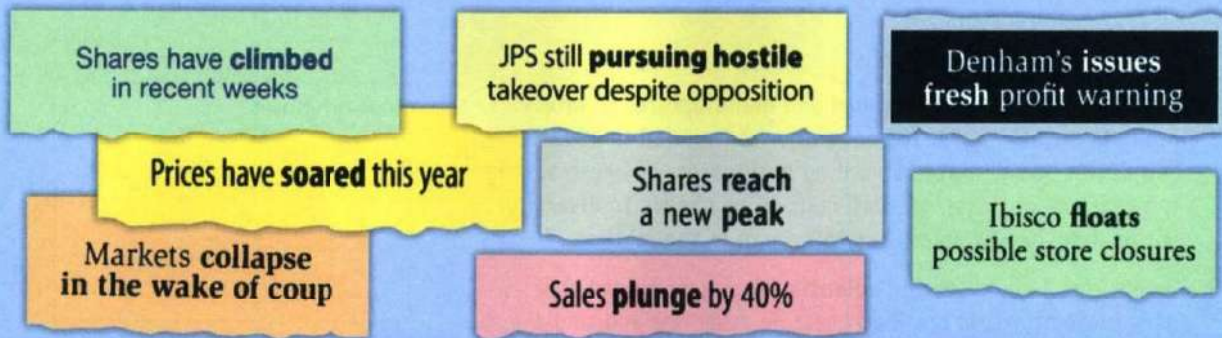 Shares have climbed
in recent weeks
JPS still pursuing hostile
takeover despite opposition
Denham's issues
fresh profit warning
Prices have soared this year
Shares reach
a new peak
Ibisco floats
possible store closures
Markets collapse
in the wake of coup
Sales plunge by 40%